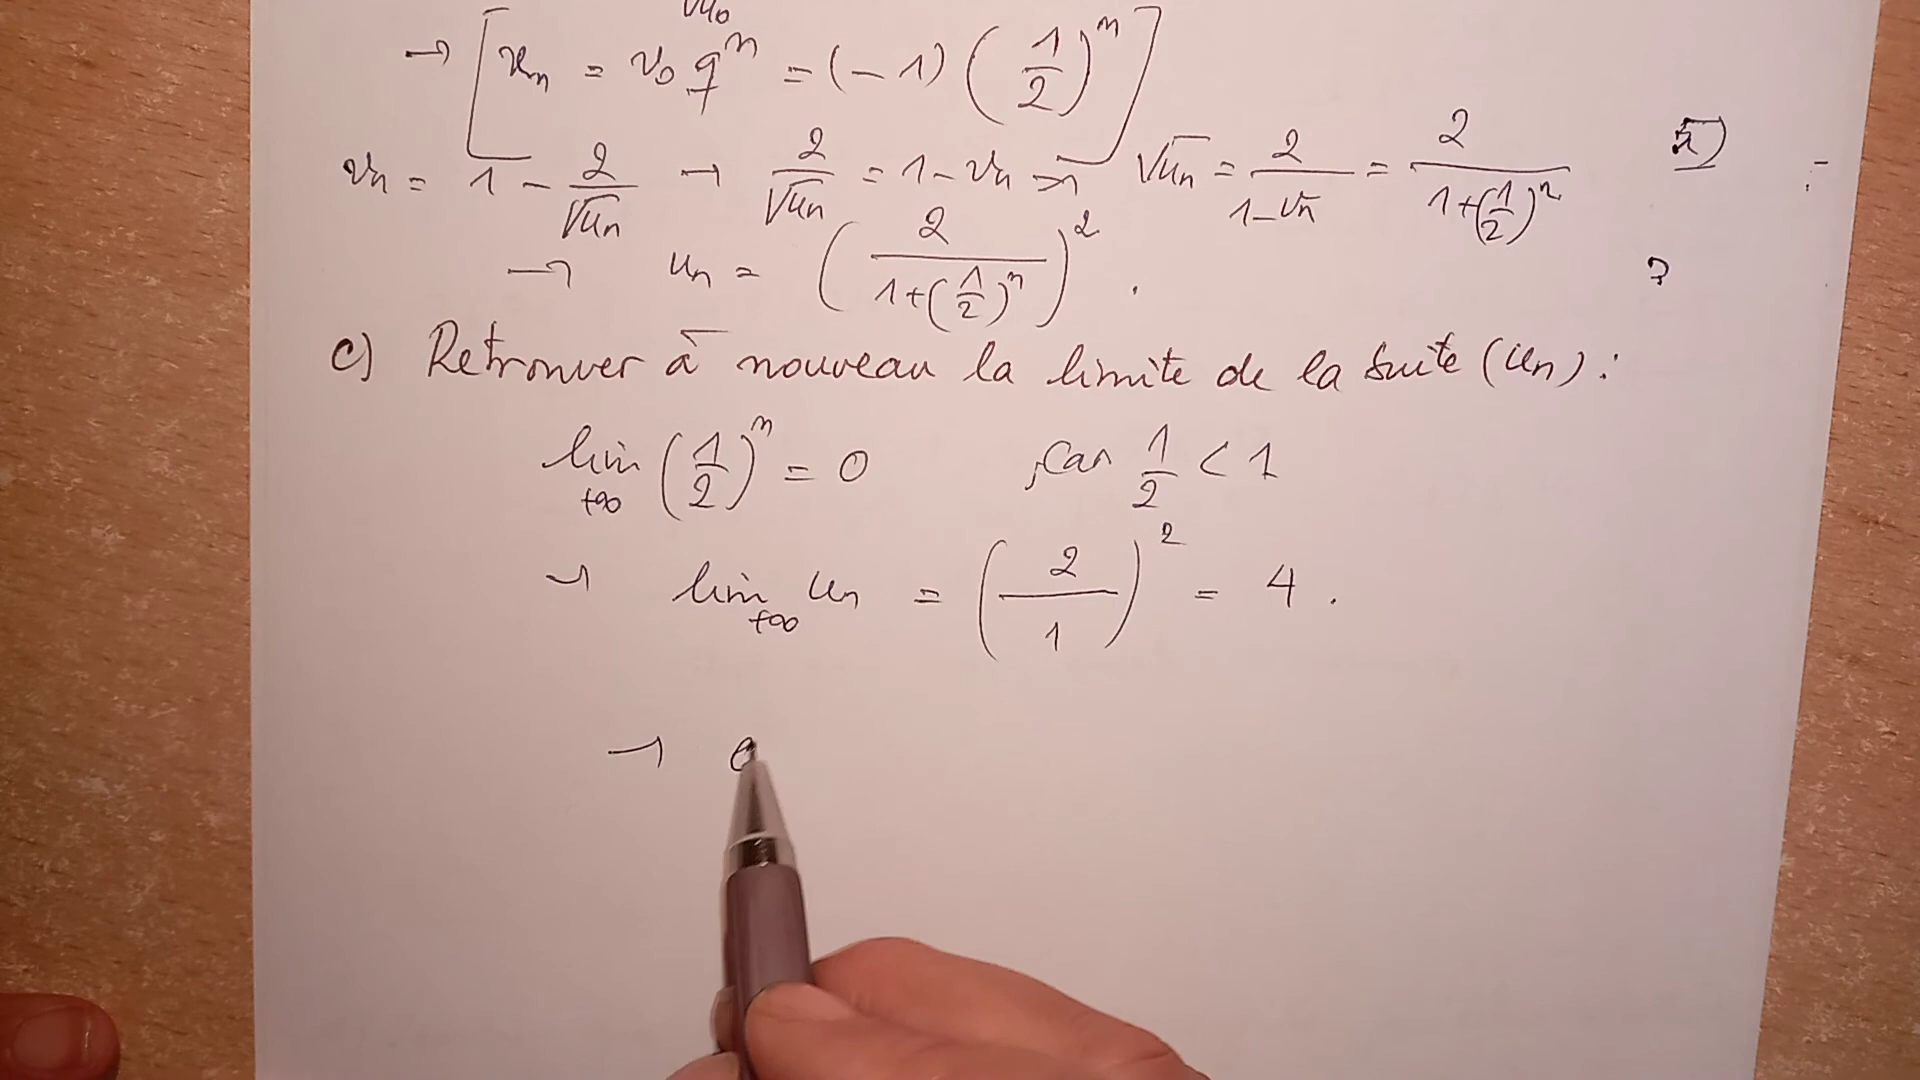 √u₀
→ [ vₙ = v₀ qⁿ = (-1) (1/2)ⁿ ]
vₙ = 1 - 2/√uₙ → 2/√uₙ = 1 - vₙ → √uₙ = 2/(1-vₙ) = 2/(1+(1/2)ⁿ)
→ uₙ = (2/(1+(1/2)ⁿ))² .
?
c) Retrouver à nouveau la limite de la suite (Uₙ) :
lim +∞ (1/2)ⁿ = 0 , car 1/2 < 1
→ lim +∞ Uₙ = (2/1)² = 4 .
→